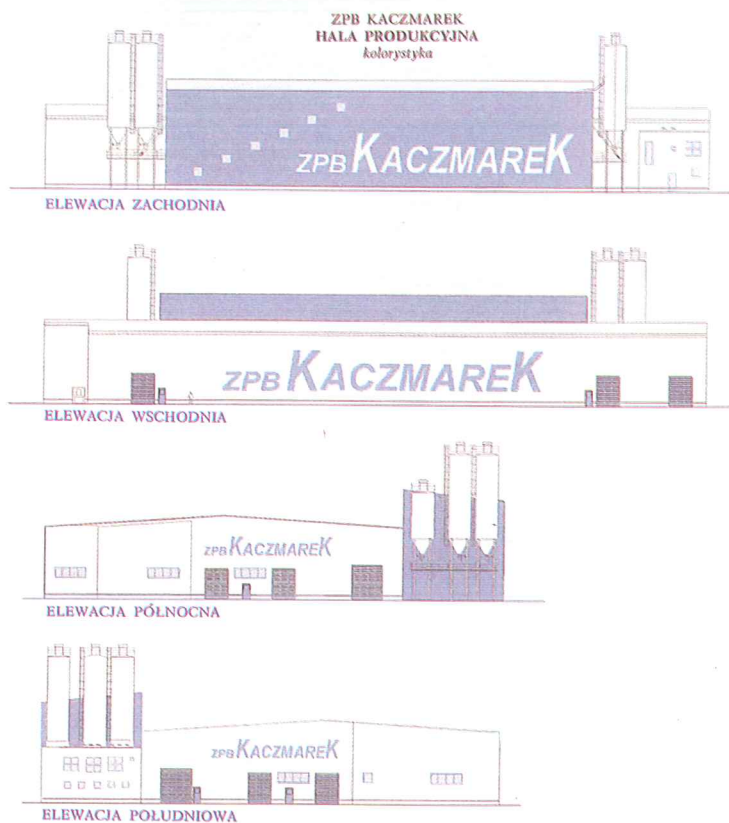 ZPB KACZMAREK
HALA PRODUKCYJNA
kolorystyka
ZPB KACZMAREK
ELEWACJA ZACHODNIA
ZPB KACZMAREK
ELEWACJA WSCHODNIA
ZPB KACZMAREK
ELEWACJA PÓŁNOCNA
ZPB KACZMAREK
ELEWACJA POŁUDNIOWA